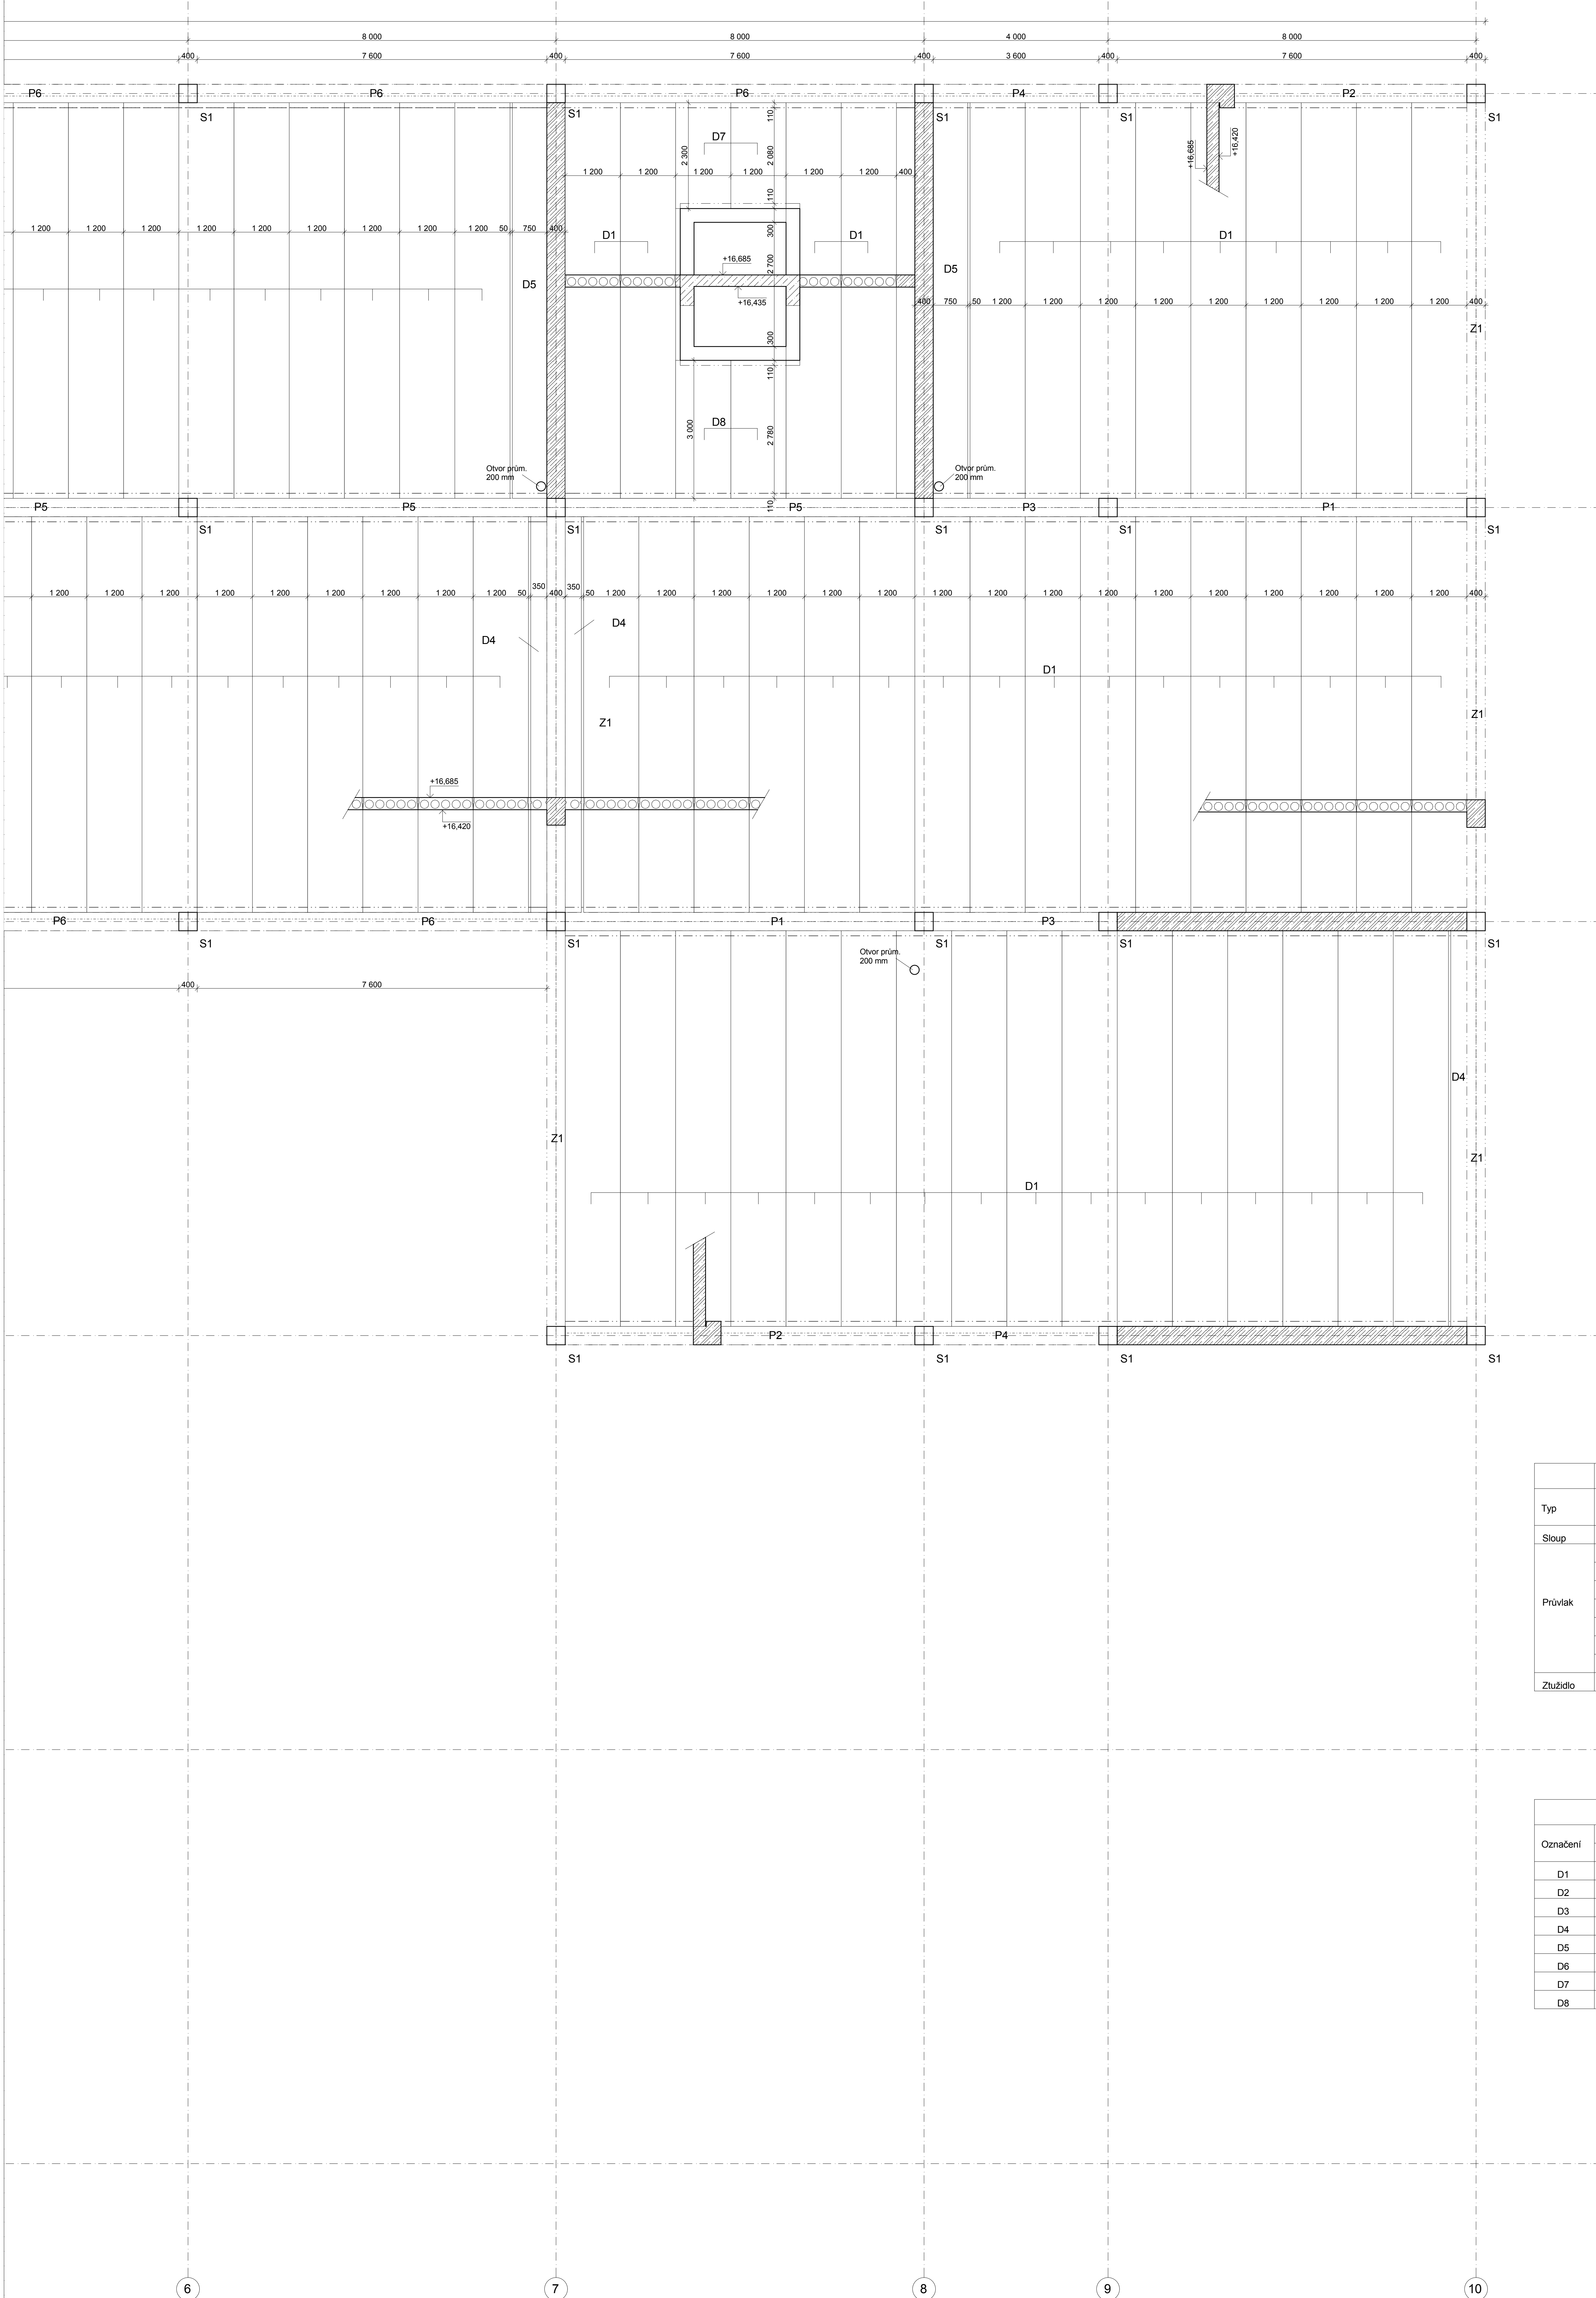 8 000 8 000 4 000 8 000
400 7 600 400 7 600 400 3 600 400 7 600 400
P6 P6 P6 P4 P2
S1 S1 S1 S1 S1
D7
2 300 110 2 080 110
+16,685 +16,420
1 200 1 200 1 200 1 200 1 200 1 200 400
1 200 1 200 1 200 1 200 1 200 1 200 1 200 1 200 1 200 50 750 400
D1 D1 D1
300 2 700 300
+16,685
+16,435
D5 D5
400 750 50 1 200 1 200 1 200 1 200 1 200 1 200 1 200 1 200 1 200 400
Z1
110
D8
3 000 2 780 110
Otvor prům.
200 mm
Otvor prům.
200 mm
P5 P5 P5 P3 P1
S1 S1 S1 S1 S1
1 200 1 200 1 200 1 200 1 200 1 200 1 200 1 200 1 200 50 350 400 350 50 1 200 1 200 1 200 1 200 1 200 1 200 1 200 1 200 1 200 1 200 1 200 1 200 1 200 1 200 1 200 1 200 400
D4 D4
D1
Z1 Z1
+16,685
+16,420
P6 P6 P1 P3
S1 S1 S1 S1 S1
Otvor prům.
200 mm
400 7 600
D4
Z1 Z1
D1
P2 P4
S1 S1 S1 S1
Typ
Sloup
Průvlak
Ztužidlo
Označení
D1
D2
D3
D4
D5
D6
D7
D8
6 7 8 9 10